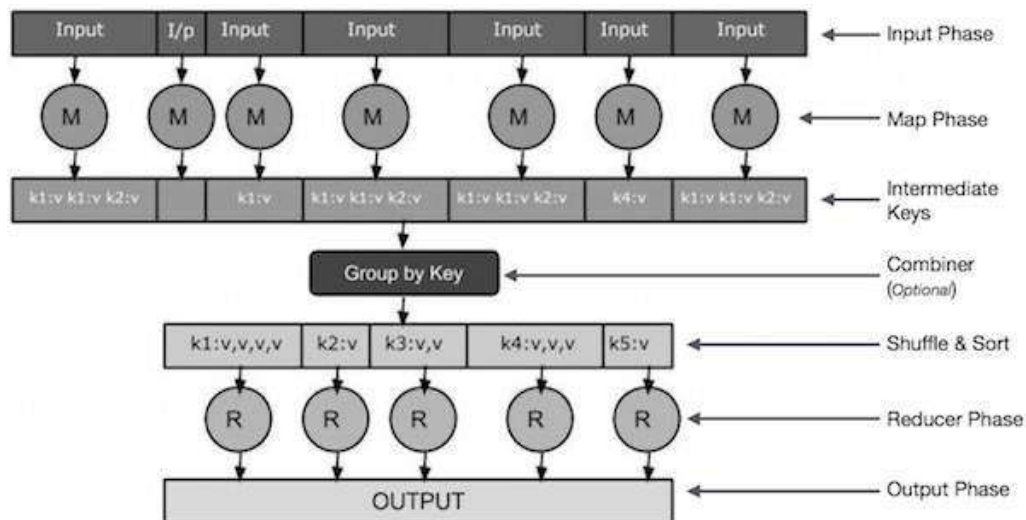 Input I/p Input Input Input Input Input
Input Phase
M M M M M M M
Map Phase
k1:v k1:v k2:v k1:v k1:v k1:v k2:v k1:v k1:v k2:v k4:v k1:v k1:v k2:v
Intermediate
Keys
Group by Key
Combiner
(Optional)
k1:v,v,v,v k2:v k3:v,v k4:v,v,v k5:v
Shuffle & Sort
R R R R R
Reducer Phase
OUTPUT
Output Phase